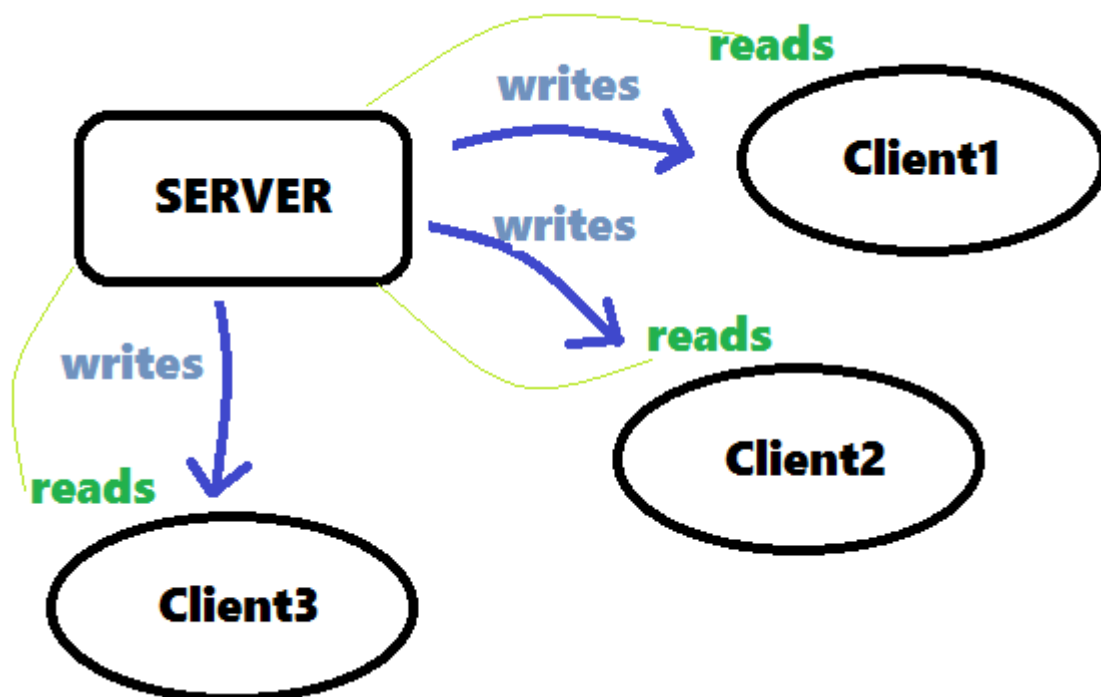 reads
writes
Client1
SERVER
writes
reads
writes
Client2
reads
Client3